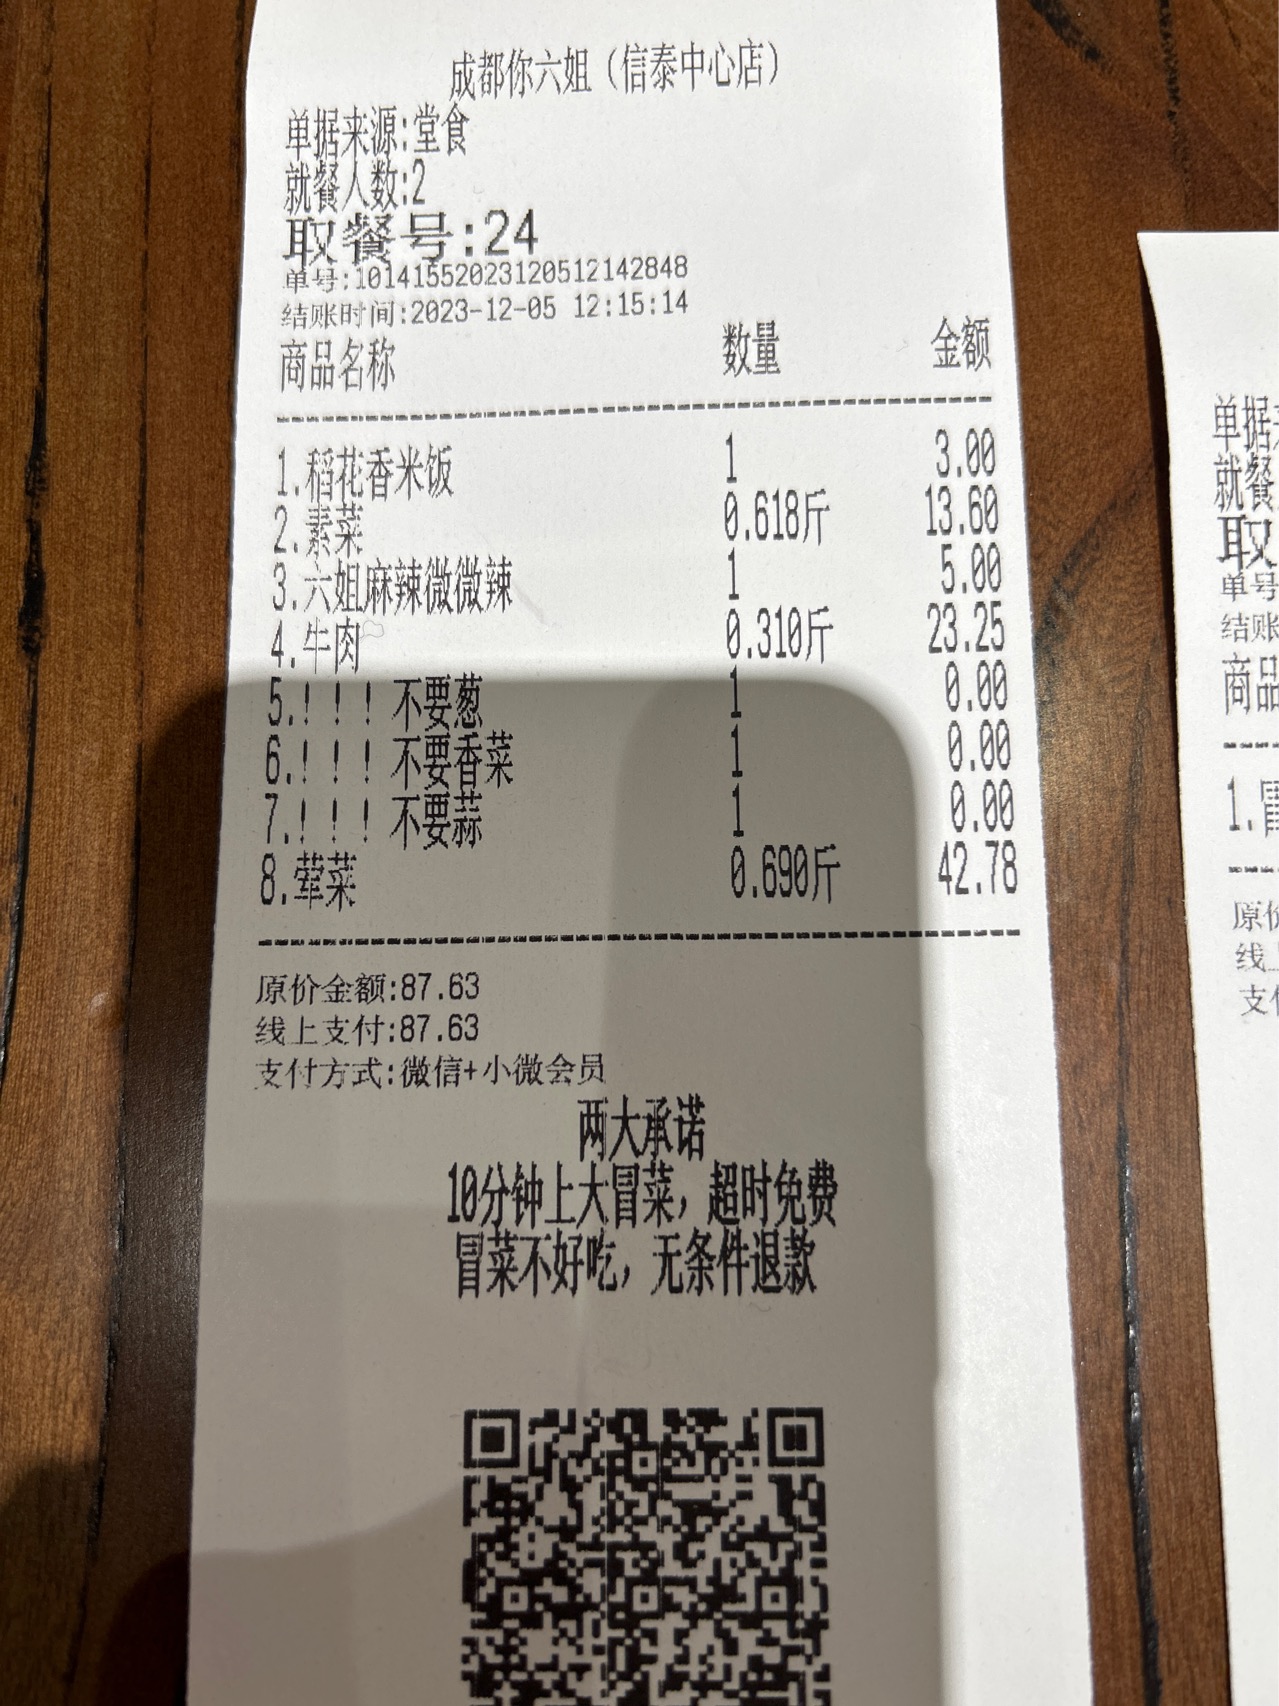 成都你六姐（信泰中心店）
单据来源:堂食
就餐人数:2
取餐号:24
单号:10141552023120512142848
结账时间:2023-12-05 12:15:14
商品名称 数量 金额
1.稻花香米饭 1 3.00
2.素菜 0.618斤 13.60
3.六姐麻辣微微辣 1 5.00
4.牛肉 0.310斤 23.25
5.！！！不要葱 1 0.00
6.！！！不要香菜 1 0.00
7.！！！不要蒜 1 0.00
8.荤菜 0.690斤 42.78
原价金额:87.63
线上支付:87.63
支付方式:微信+小微会员
两大承诺
10分钟上大冒菜，超时免费
冒菜不好吃，无条件退款
单据
就餐
取
单号
结账
商品
1.冒
原价
线上
支付